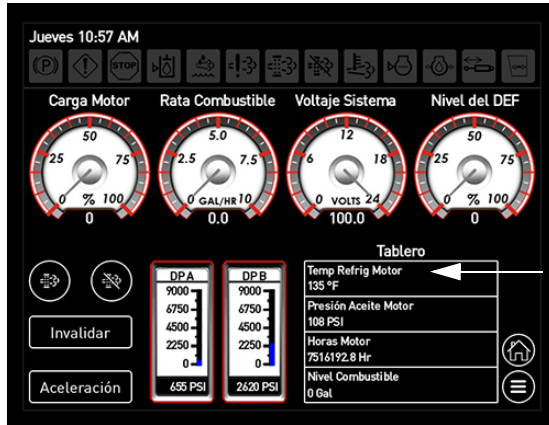 Jueves 10:57 AM
(P)
STOP
Carga Motor Rata Combustible Voltaje Sistema Nivel del DEF
50 5.0 12 50
25 75 2.5 7.5 6 18 25 75
0 % 100 0 GAL/HR 10 0 VOLTS 24 0 % 100
0 0.0 100.0 0
Tablero
DP A DP B
9000 9000
6750 6750
4500 4500
2250 2250
0 0
655 PSI 2620 PSI
Temp Refrig Motor
135 °F
Presión Aceite Motor
108 PSI
Horas Motor
7516192.8 Hr
Nivel Combustible
0 Gal
Invalidar
Aceleración